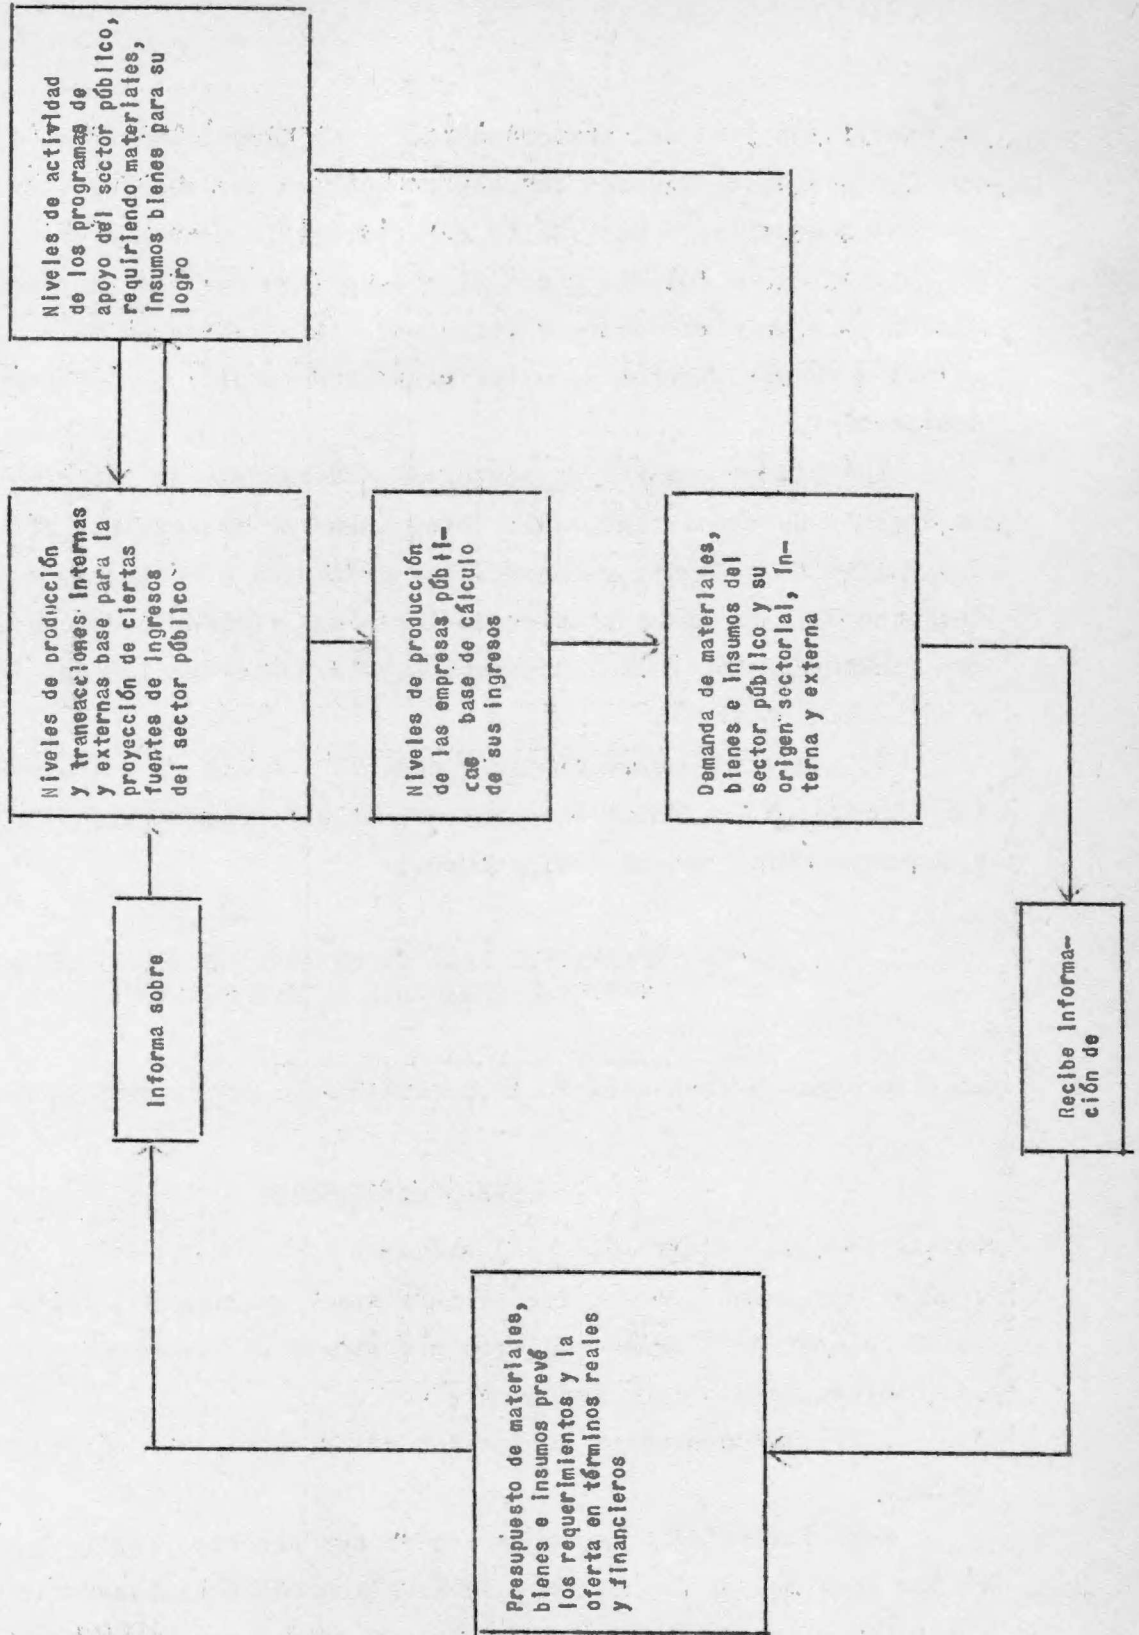 Presupuesto de materiales,
bienes e insumos prevé
los requerimientos y la
oferta en términos reales
y financieros
Informa sobre
Recibe Informa-
ción de
Niveles de producción
y traneacciones internas
y externas base para la
proyección de ciertas
fuentes de ingresos
del sector público
Niveles de producción
de las empresas públi-
cas base de cálculo
de sus ingresos
Demanda de materiales,
bienes e insumos del
sector público y su
origen sectorial, in-
terna y externa
Niveles de actividad
de los programas de
apoyo del sector público,
requiriendo materiales,
insumos bienes para su
logro